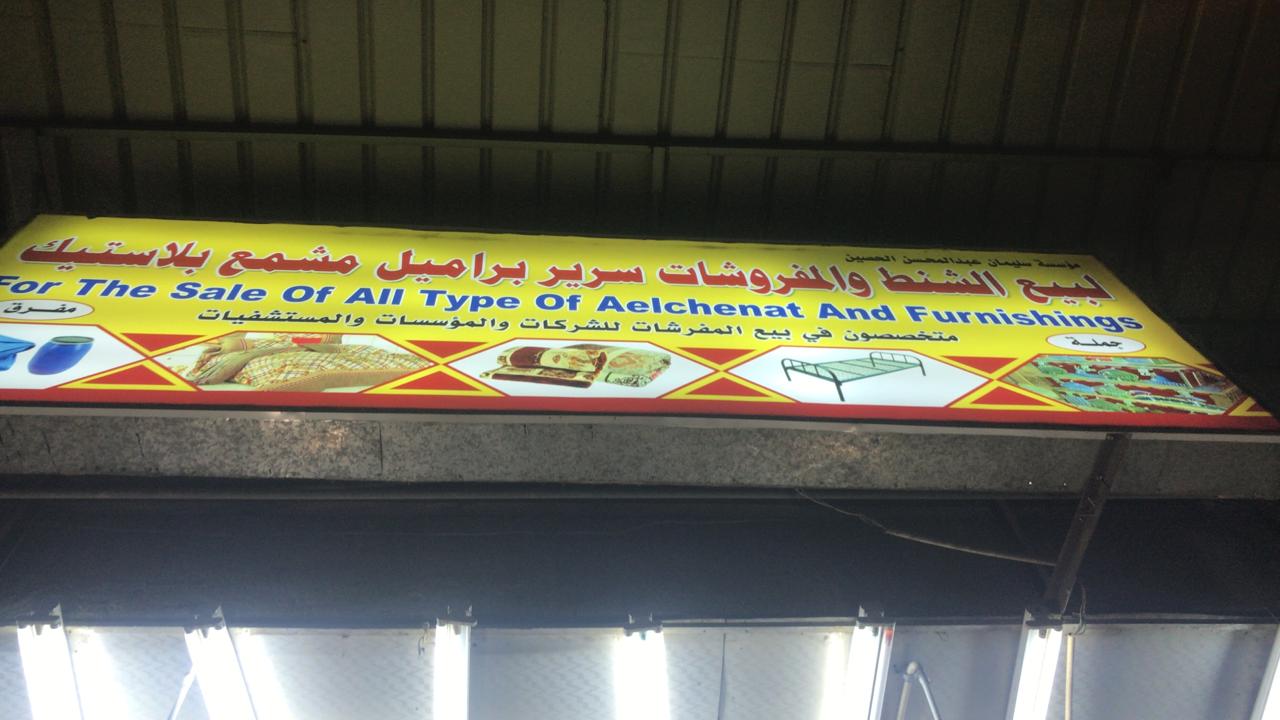 مؤسسة سليمان عبدالمحسن الحصين
لبيع الشنط والمفروشات سرير براميل مشمع بلاستيك
For The Sale Of All Type Of Aelchenat And Furnishings
متخصصون في بيع المفرشات للشركات والمؤسسات والمستشفيات
جملة
مفرق